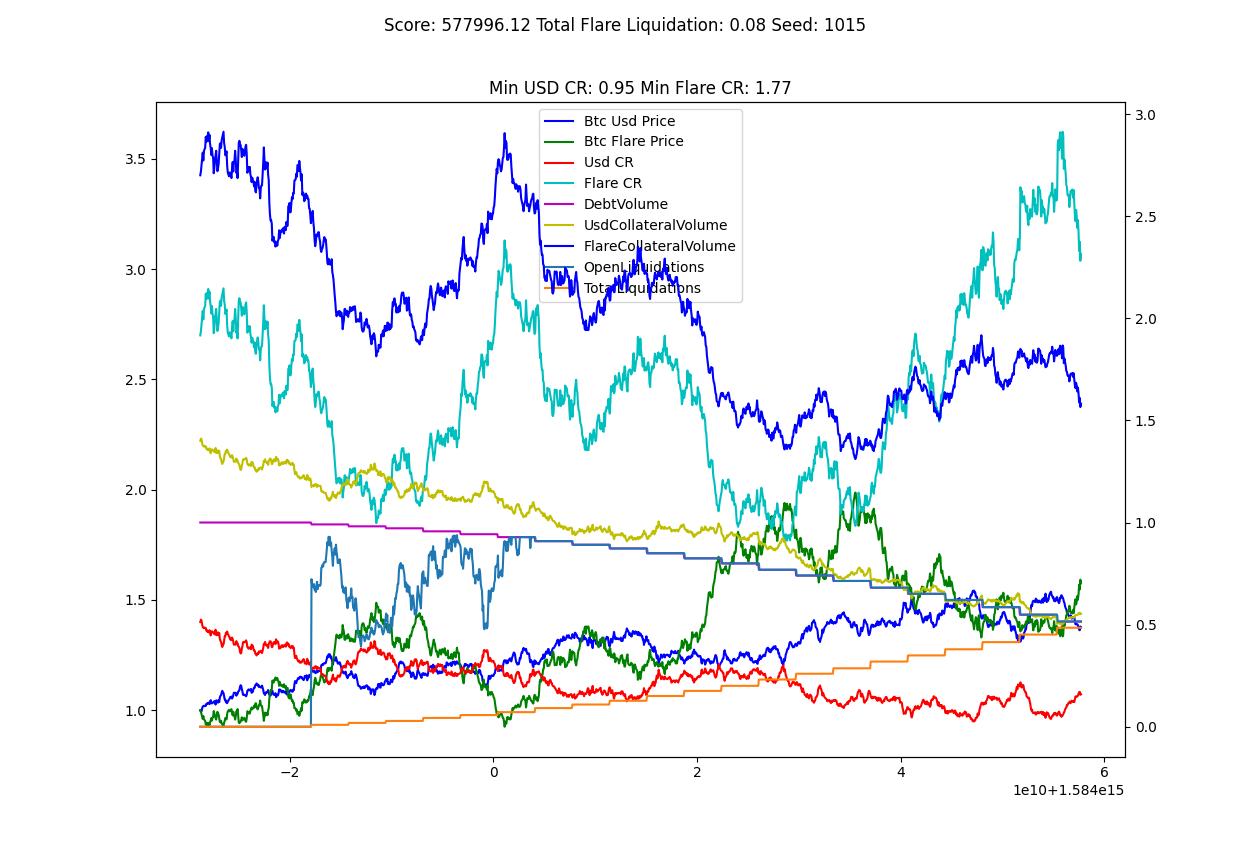 Score: 577996.12 Total Flare Liquidation: 0.08 Seed: 1015
Min USD CR: 0.95 Min Flare CR: 1.77
Btc Usd Price
Btc Flare Price
Usd CR
Flare CR
DebtVolume
UsdCollateralVolume
FlareCollateralVolume
OpenLiquidations
TotalLiquidations
3.5
3.0
2.5
2.0
1.5
1.0
3.0
2.5
2.0
1.5
1.0
0.5
0.0
−2 0 2 4 6
1e10+1.584e15